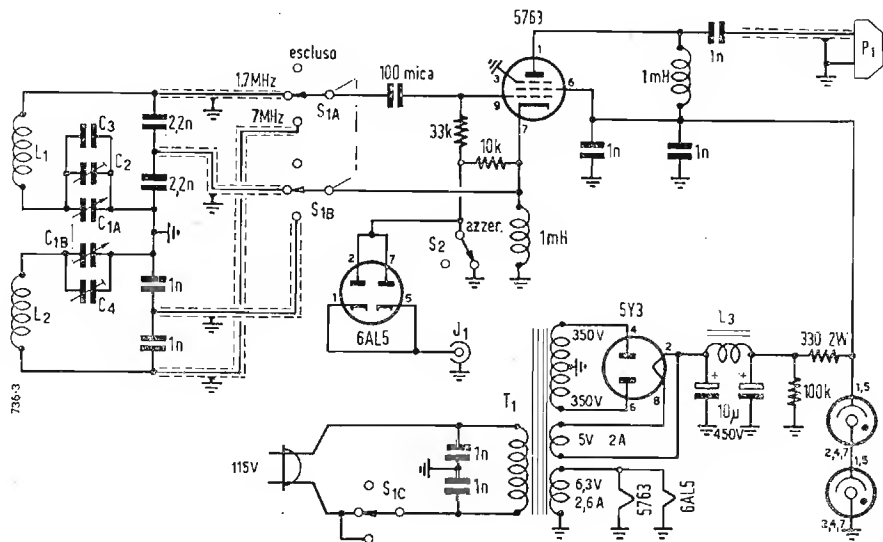 5763
escluso
1
1n
P1
1.7MHz
100 mica
3
6
1mH
S1A
9
7MHz
7
C3
2,2n
33k
10k
L1
C2
2,2n
1n
1n
C1A
S1B
C1B
azzer.
S2
1mH
1n
2
7
L2
C4
1
5
5Y3
1n
6AL5
J1
4
L3
350V
2
330 2W
736-3
T1
350V
6
8
10µ
450V
100k
1,5
1n
5V 2A
2,4,7
115V
1,5
1n
S1C
6,3V
2,6A
5763
6AL5
2,4,7